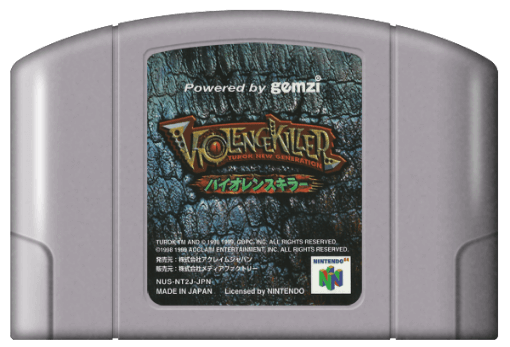 Powered by gemzi®
VIOLENCE KILLER
TUROK NEW GENERATION
バイオレンスキラー
TUROK TM AND © 1998 1999, GDPC, INC. ALL RIGHTS RESERVED.
©1998 1999 ACCLAIM ENTERTAINMENT, INC. ALL RIGHTS RESERVED.
発売元：株式会社アクレイムジャパン
販売元：株式会社メディアファクトリー
NUS-NT2J-JPN
MADE IN JAPAN Licensed by NINTENDO
NINTENDO 64